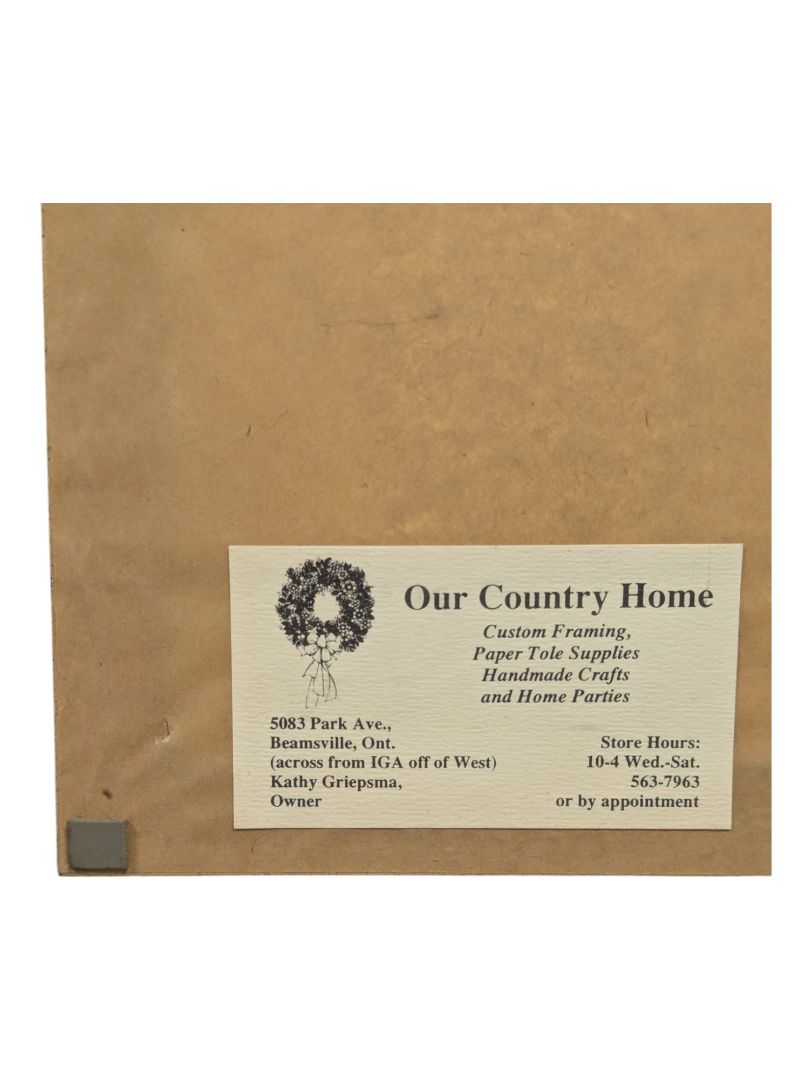 Our Country Home
Custom Framing,
Paper Tole Supplies
Handmade Crafts
and Home Parties
5083 Park Ave.,
Beamsville, Ont.
(across from IGA off of West)
Kathy Griepsma,
Owner
Store Hours:
10-4 Wed.-Sat.
563-7963
or by appointment